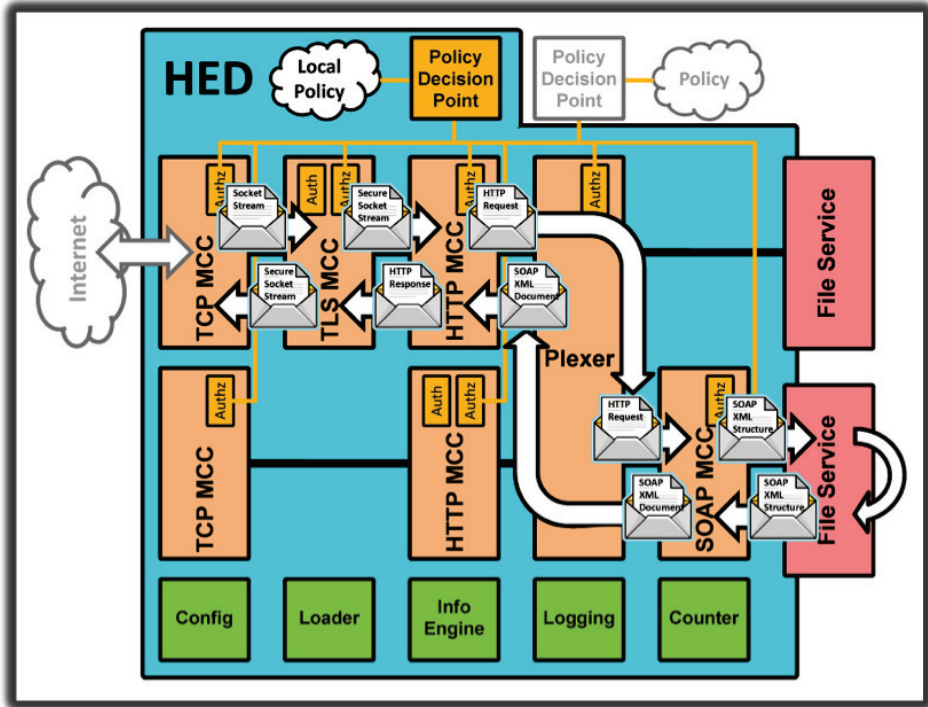 HED
Local
Policy
Policy
Decision
Point
Policy
Decision
Point
Policy
Internet
TCP MCC
Authz
Socket
Stream
Secure
Socket
Stream
TLS MCC
Auth
Authz
Secure
Socket
Stream
HTTP
Response
HTTP MCC
Authz
HTTP
Request
SOAP
XML
Document
Plexer
Authz
File Service
TCP MCC
Authz
HTTP MCC
Auth
Authz
HTTP
Request
SOAP
XML
Document
SOAP MCC
Authz
SOAP
XML
Structure
SOAP
XML
Structure
File Service
Config
Loader
Info
Engine
Logging
Counter